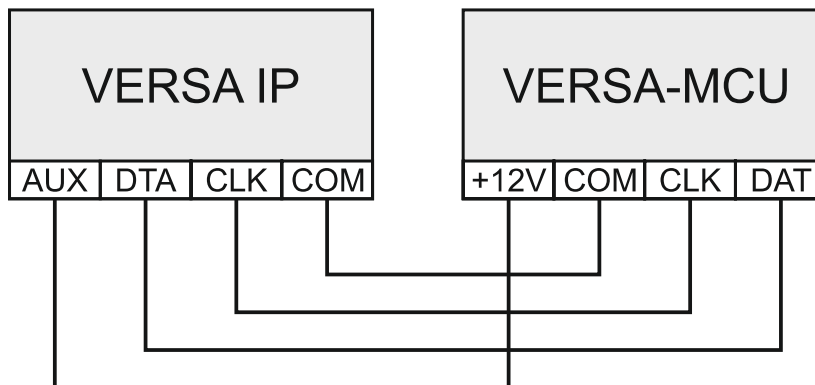 VERSA IP
VERSA-MCU
AUX DTA CLK COM
+12V COM CLK DAT